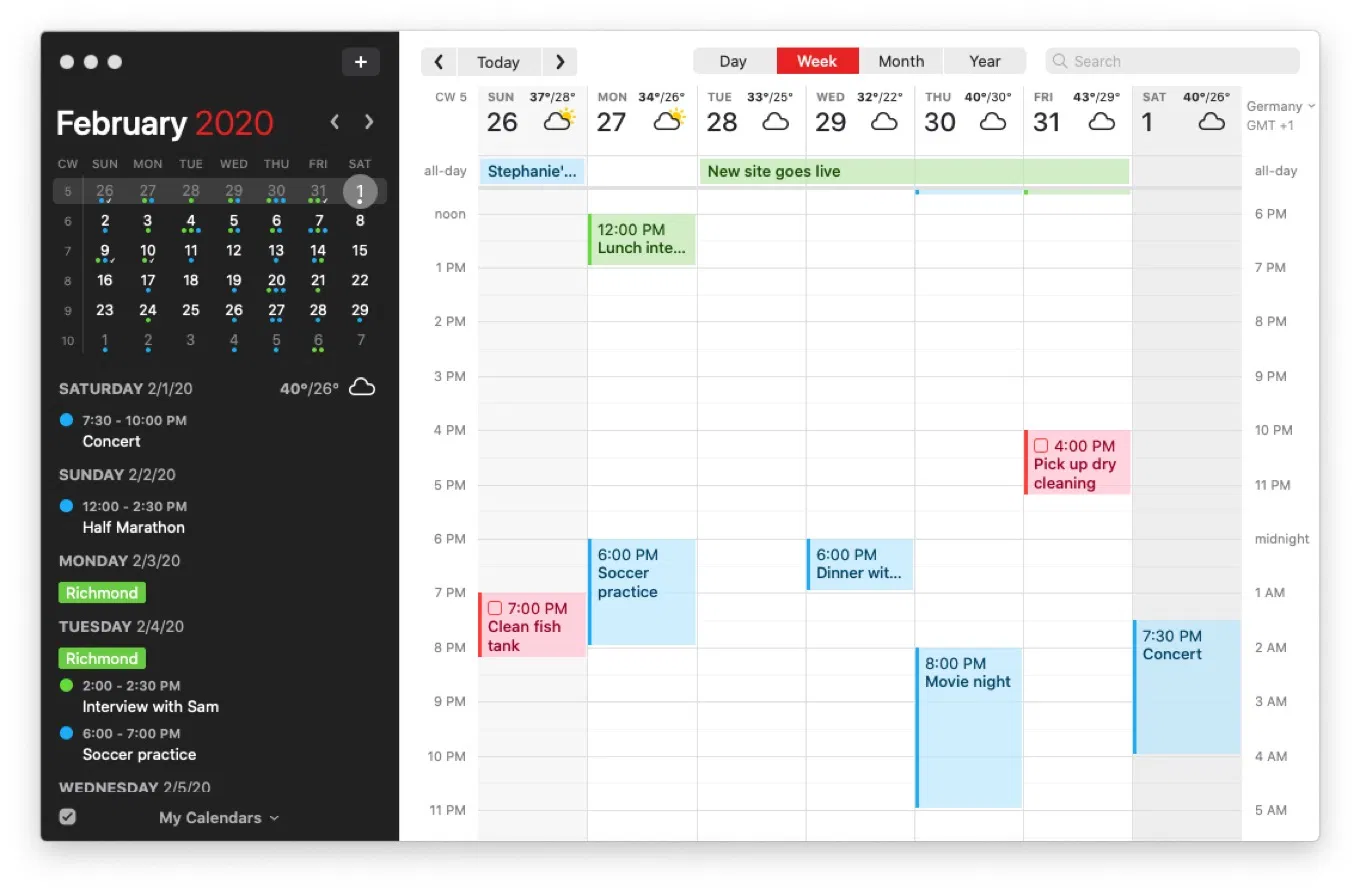 +
February 2020
CW SUN MON TUE WED THU FRI SAT
5 26 27 28 29 30 31 1
6 2 3 4 5 6 7 8
7 9 10 11 12 13 14 15
8 16 17 18 19 20 21 22
9 23 24 25 26 27 28 29
10 1 2 3 4 5 6 7
SATURDAY 2/1/20 40°/26°
7:30 - 10:00 PM
Concert
SUNDAY 2/2/20
12:00 - 2:30 PM
Half Marathon
MONDAY 2/3/20
Richmond
TUESDAY 2/4/20
Richmond
2:00 - 2:30 PM
Interview with Sam
6:00 - 7:00 PM
Soccer practice
WEDNESDAY 2/5/20
My Calendars
Today
Day Week Month Year
Search
CW 5
SUN 37°/28°
26
MON 34°/26°
27
TUE 33°/25°
28
WED 32°/22°
29
THU 40°/30°
30
FRI 43°/29°
31
SAT 40°/26°
1
Germany
GMT +1
all-day
Stephanie'...
New site goes live
all-day
noon
1 PM
2 PM
3 PM
4 PM
5 PM
6 PM
7 PM
8 PM
9 PM
10 PM
11 PM
7:00 PM
Clean fish
tank
12:00 PM
Lunch inte...
6:00 PM
Soccer
practice
6:00 PM
Dinner wit...
8:00 PM
Movie night
4:00 PM
Pick up dry
cleaning
7:30 PM
Concert
6 PM
7 PM
8 PM
9 PM
10 PM
11 PM
midnight
1 AM
2 AM
3 AM
4 AM
5 AM